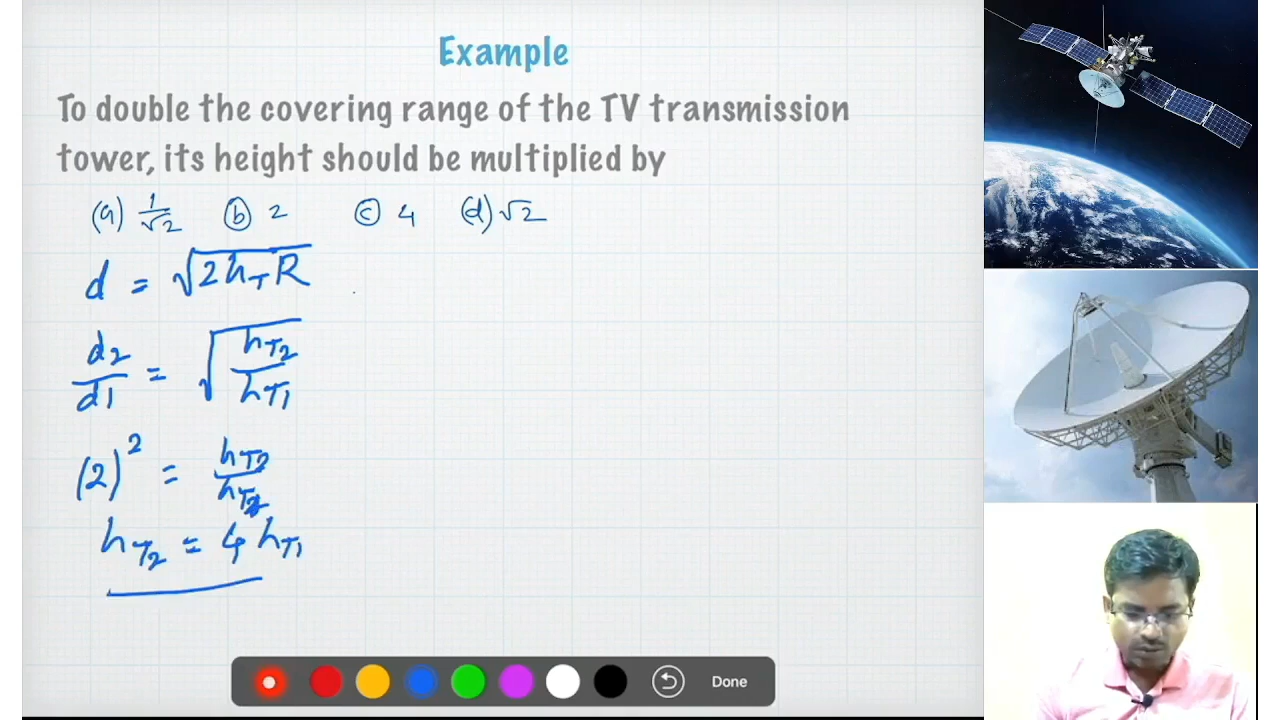 Example
To double the covering range of the TV transmission
tower, its height should be multiplied by
(a) 1/√2 (b) 2 (c) 4 (d) √2
d = √2h_T R
d2/d1 = √h_T2/h_T1
(2)² = h_T2/h_T2
h_T2 = 4 h_T1
Done